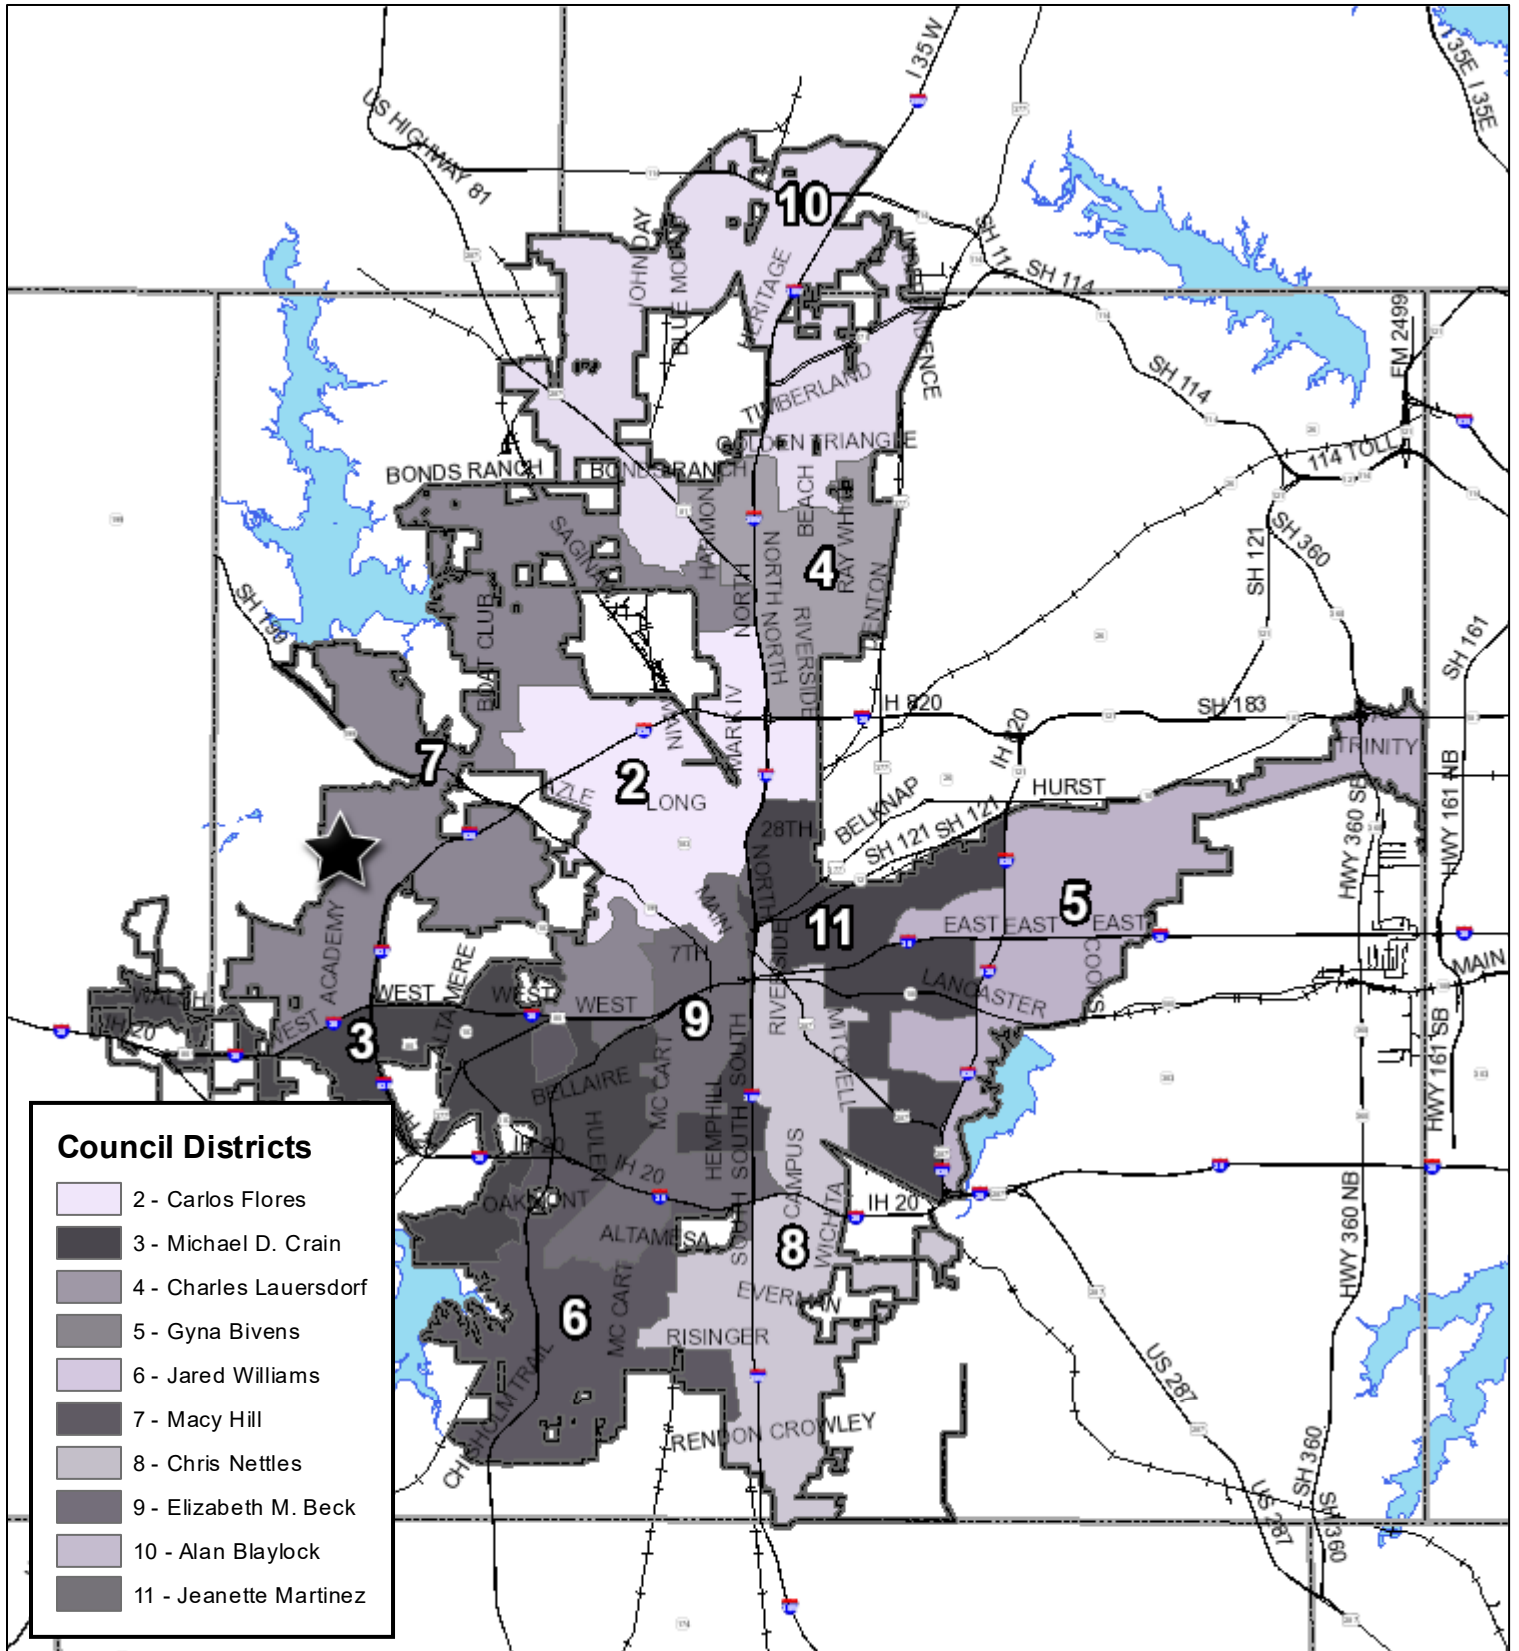 I 35W
I 35E
I 35E
US HIGHWAY 81
10
JOHN DAY
BLUE MOUND
HERITAGE
SH 114
SH 114
FM 2499
SH 114
TIMBERLAND
GOLDEN TRIANGLE
114 TOLL
BONDS RANCH
BONDS RANCH
HARMON
BEACH
RAY WHITE
SAGINAW
4
SH 121
SH 360
NORTH
NORTH
NORTH
DENTON
SH 199
BOAT CLUB
RIVERSIDE
SH 161
IH 820
SH 183
IH 820
MARK IV
TRINITY
7
2
AZLE
LONG
HURST
BELKNAP
SH 121
SH 121
28TH
HWY 360 SB
HWY 161 NB
NORTH
MAIN
11
5
EAST
EAST
EAST
ACADEMY
7TH
RIVERSIDE
LANCASTER
COOKS
MAIN
ALTAMERE
WEST
WEST
WEST
WALSH
IH 20
WEST
3
9
MC CART
SOUTH
SOUTH
HEMPHILL
MITCHELL
HWY 161 SB
BELLAIRE
HULEN
IH 20
IH 20
CAMPUS
OAKMONT
ALTAMESA
SOUTH
SOUTH
WICHITA
IH 20
8
HWY 360 NB
EVERMAN
6
MC CART
RISINGER
US 287
CHISHOLM TRAIL
RENDON CROWLEY
SH 360
US 287
SH 360
Council Districts
2 - Carlos Flores
3 - Michael D. Crain
4 - Charles Lauersdorf
5 - Gyna Bivens
6 - Jared Williams
7 - Macy Hill
8 - Chris Nettles
9 - Elizabeth M. Beck
10 - Alan Blaylock
11 - Jeanette Martinez